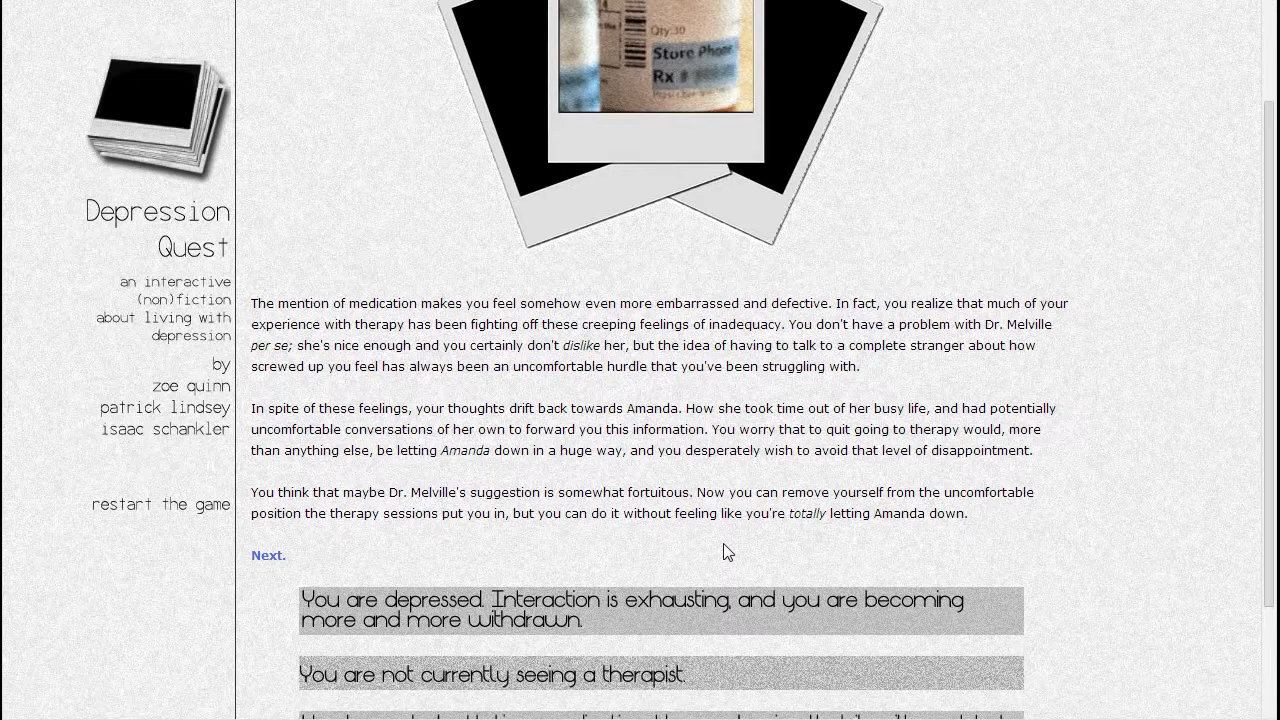 Qty:30
Store Phone
Rx #
Depression
Quest
an interactive
(non)fiction
about living with
depression
by
zoe quinn
patrick lindsey
isaac schankler
restart the game
The mention of medication makes you feel somehow even more embarrassed and defective. In fact, you realize that much of your
experience with therapy has been fighting off these creeping feelings of inadequacy. You don't have a problem with Dr. Melville
per se; she's nice enough and you certainly don't dislike her, but the idea of having to talk to a complete stranger about how
screwed up you feel has always been an uncomfortable hurdle that you've been struggling with.
In spite of these feelings, your thoughts drift back towards Amanda. How she took time out of her busy life, and had potentially
uncomfortable conversations of her own to forward you this information. You worry that to quit going to therapy would, more
than anything else, be letting Amanda down in a huge way, and you desperately wish to avoid that level of disappointment.
You think that maybe Dr. Melville's suggestion is somewhat fortuitous. Now you can remove yourself from the uncomfortable
position the therapy sessions put you in, but you can do it without feeling like you're totally letting Amanda down.
Next.
You are depressed. Interaction is exhausting, and you are becoming
more and more withdrawn.
You are not currently seeing a therapist.